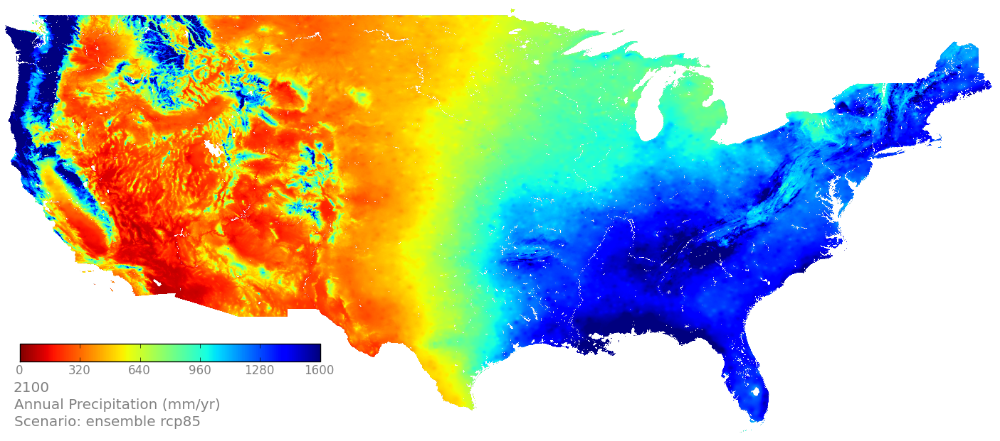 0 320 640 960 1280 1600
2100
Annual Precipitation (mm/yr)
Scenario: ensemble rcp85